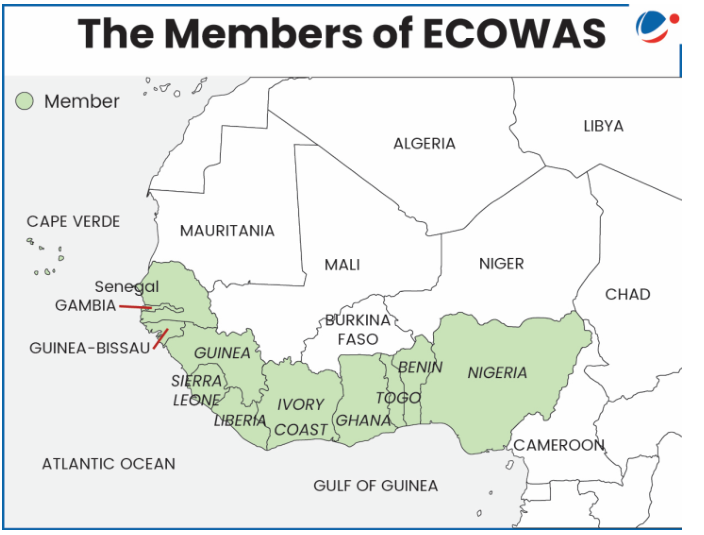 The Members of ECOWAS
Member
LIBYA
ALGERIA
CAPE VERDE
MAURITANIA
MALI
NIGER
Senegal
CHAD
GAMBIA
BURKINA
FASO
GUINEA-BISSAU
GUINEA
BENIN
NIGERIA
SIERRA
LEONE
TOGO
IVORY
COAST
LIBERIA
GHANA
CAMEROON
ATLANTIC OCEAN
GULF OF GUINEA